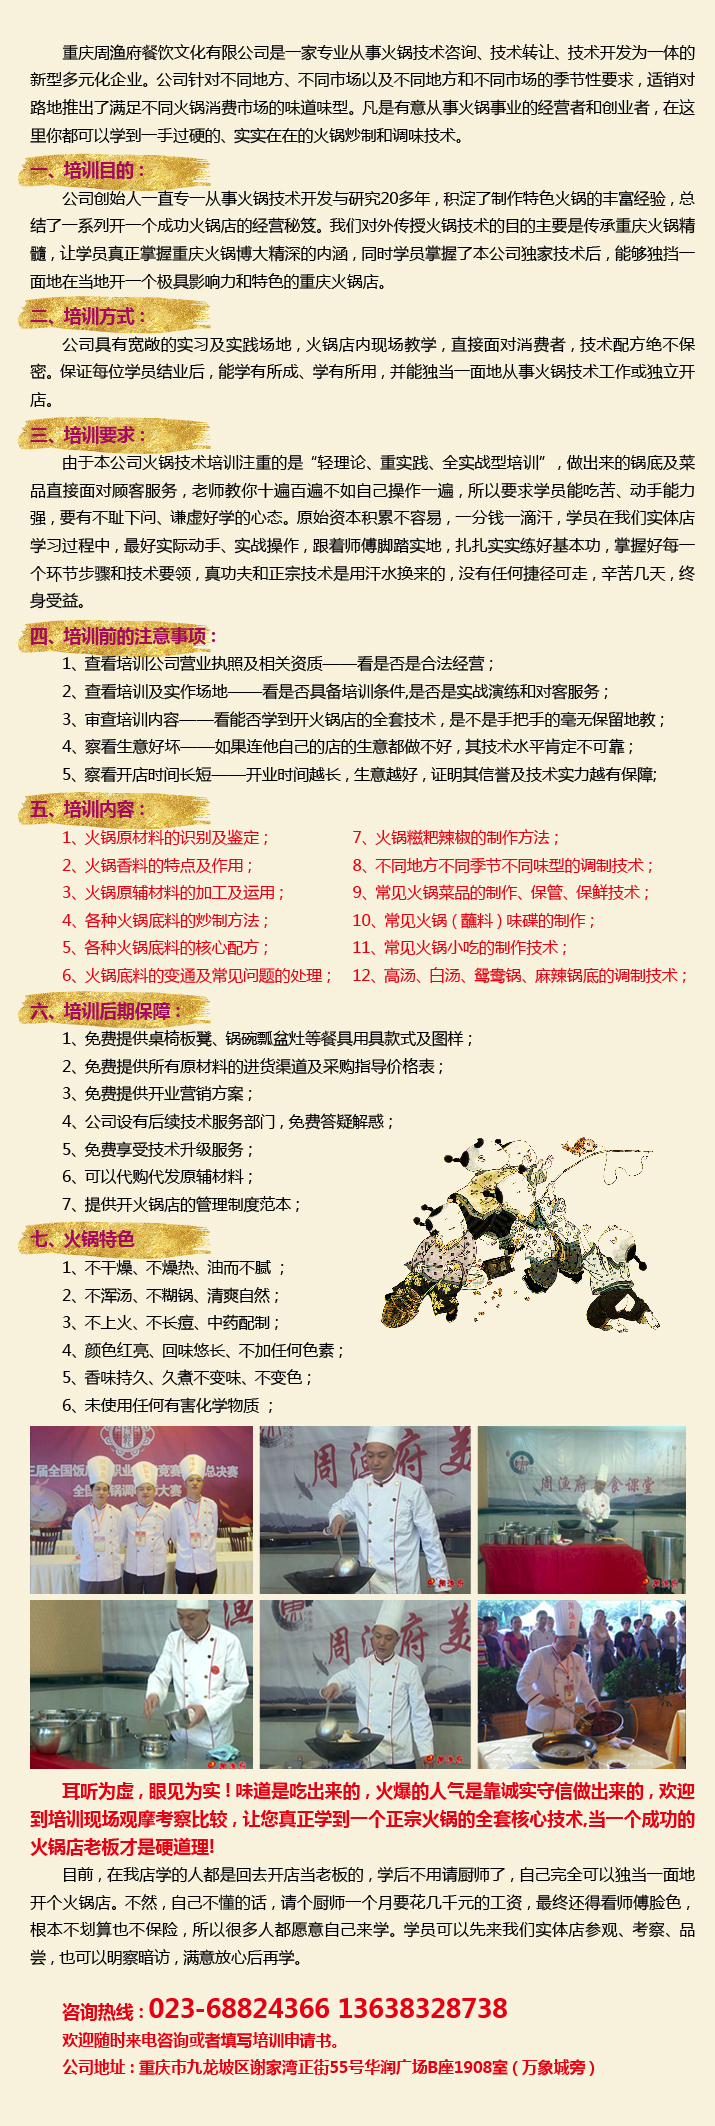 重庆周渔府餐饮文化有限公司是一家专业从事火锅技术咨询、技术转让、技术开发为一体的
新型多元化企业。公司针对不同地方、不同市场以及不同地方和不同市场的季节性要求，适销对
路地推出了满足不同火锅消费市场的味道味型。凡是有意从事火锅事业的经营者和创业者，在这
里你都可以学到一手过硬的、实实在在的火锅炒制和调味技术。
一、培训目的：
公司创始人一直专一从事火锅技术开发与研究20多年，积淀了制作特色火锅的丰富经验，总
结了一系列开一个成功火锅店的经营秘笈。我们对外传授火锅技术的目的主要是传承重庆火锅精
髓，让学员真正掌握重庆火锅博大精深的内涵，同时学员掌握了本公司独家技术后，能够独挡一
面地在当地开一个极具影响力和特色的重庆火锅店。
二、培训方式：
公司具有宽敞的实习及实践场地，火锅店内现场教学，直接面对消费者，技术配方绝不保
密。保证每位学员结业后，能学有所成、学有所用，并能独当一面地从事火锅技术工作或独立开
店。
三、培训要求：
由于本公司火锅技术培训注重的是“轻理论、重实践、全实战型培训”，做出来的锅底及菜
品直接面对顾客服务，老师教你十遍百遍不如自己操作一遍，所以要求学员能吃苦、动手能力
强，要有不耻下问、谦虚好学的心态。原始资本积累不容易，一分钱一滴汗，学员在我们实体店
学习过程中，最好实际动手、实战操作，跟着师傅脚踏实地，扎扎实实练好基本功，掌握好每一
个环节步骤和技术要领，真功夫和正宗技术是用汗水换来的，没有任何捷径可走，辛苦几天，终
身受益。
四、培训前的注意事项：
1、查看培训公司营业执照及相关资质——看是否是合法经营；
2、查看培训及实作场地——看是否具备培训条件,是否是实战演练和对客服务；
3、审查培训内容——看能否学到开火锅店的全套技术，是不是手把手的毫无保留地教；
4、察看生意好坏——如果连他自己的店的生意都做不好，其技术水平肯定不可靠；
5、察看开店时间长短——开业时间越长，生意越好，证明其信誉及技术实力越有保障;
五、培训内容：
1、火锅原材料的识别及鉴定； 7、火锅糍粑辣椒的制作方法；
2、火锅香料的特点及作用； 8、不同地方不同季节不同味型的调制技术；
3、火锅原辅材料的加工及运用； 9、常见火锅菜品的制作、保管、保鲜技术；
4、各种火锅底料的炒制方法； 10、常见火锅（蘸料）味碟的制作；
5、各种火锅底料的核心配方； 11、常见火锅小吃的制作技术；
6、火锅底料的变通及常见问题的处理； 12、高汤、白汤、鸳鸯锅、麻辣锅底的调制技术；
六、培训后期保障：
1、免费提供桌椅板凳、锅碗瓢盆灶等餐具用具款式及图样；
2、免费提供所有原材料的进货渠道及采购指导价格表；
3、免费提供开业营销方案；
4、公司设有后续技术服务部门，免费答疑解惑；
5、免费享受技术升级服务；
6、可以代购代发原辅材料；
7、提供开火锅店的管理制度范本；
七、火锅特色
1、不干燥、不燥热、油而不腻 ；
2、不浑汤、不糊锅、清爽自然；
3、不上火、不长痘、中药配制；
4、颜色红亮、回味悠长、不加任何色素；
5、香味持久、久煮不变味、不变色；
6、未使用任何有害化学物质 ；
周渔府美
周渔府 食课堂
周渔府美
耳听为虚，眼见为实！味道是吃出来的，火爆的人气是靠诚实守信做出来的，欢迎
到培训现场观摩考察比较，让您真正学到一个正宗火锅的全套核心技术,当一个成功的
火锅店老板才是硬道理!
目前，在我店学的人都是回去开店当老板的，学后不用请厨师了，自己完全可以独当一面地
开个火锅店。不然，自己不懂的话，请个厨师一个月要花几千元的工资，最终还得看师傅脸色，
根本不划算也不保险，所以很多人都愿意自己来学。学员可以先来我们实体店参观、考察、品
尝，也可以明察暗访，满意放心后再学。
咨询热线：023-68824366 13638328738
欢迎随时来电咨询或者填写培训申请书。
公司地址：重庆市九龙坡区谢家湾正街55号华润广场B座1908室（万象城旁）